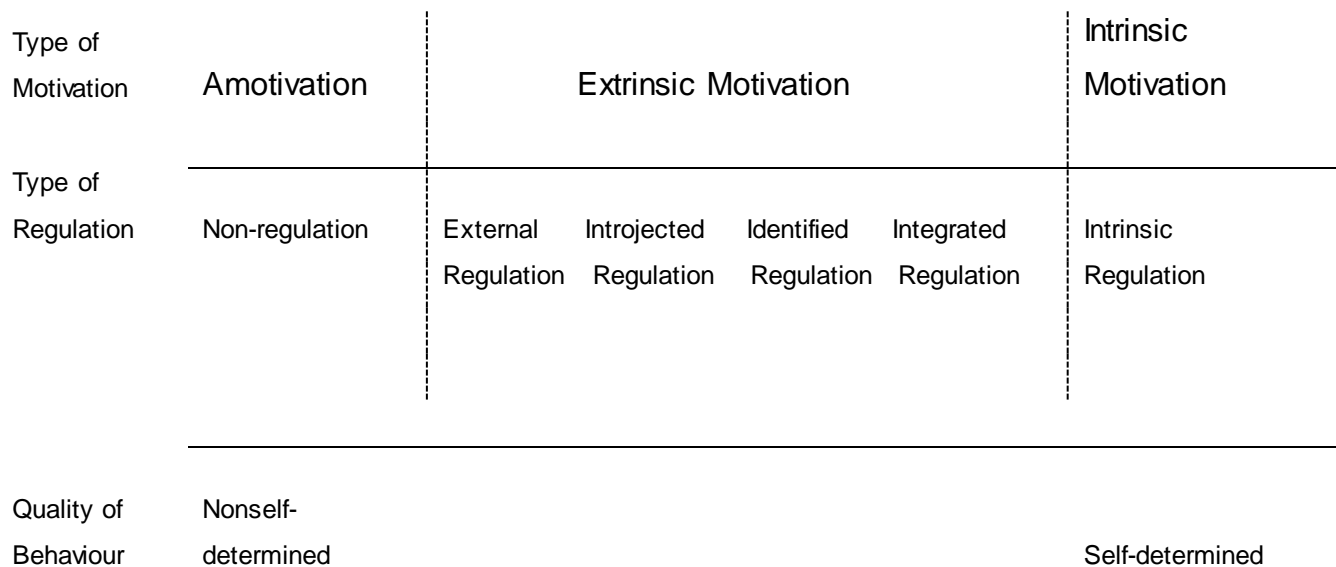 Type of Motivation
Amotivation
Extrinsic Motivation
Intrinsic Motivation
Type of Regulation
Non-regulation
External Regulation
Introjected Regulation
Identified Regulation
Integrated Regulation
Intrinsic Regulation
Quality of Behaviour
Nonself-
determined
Self-determined